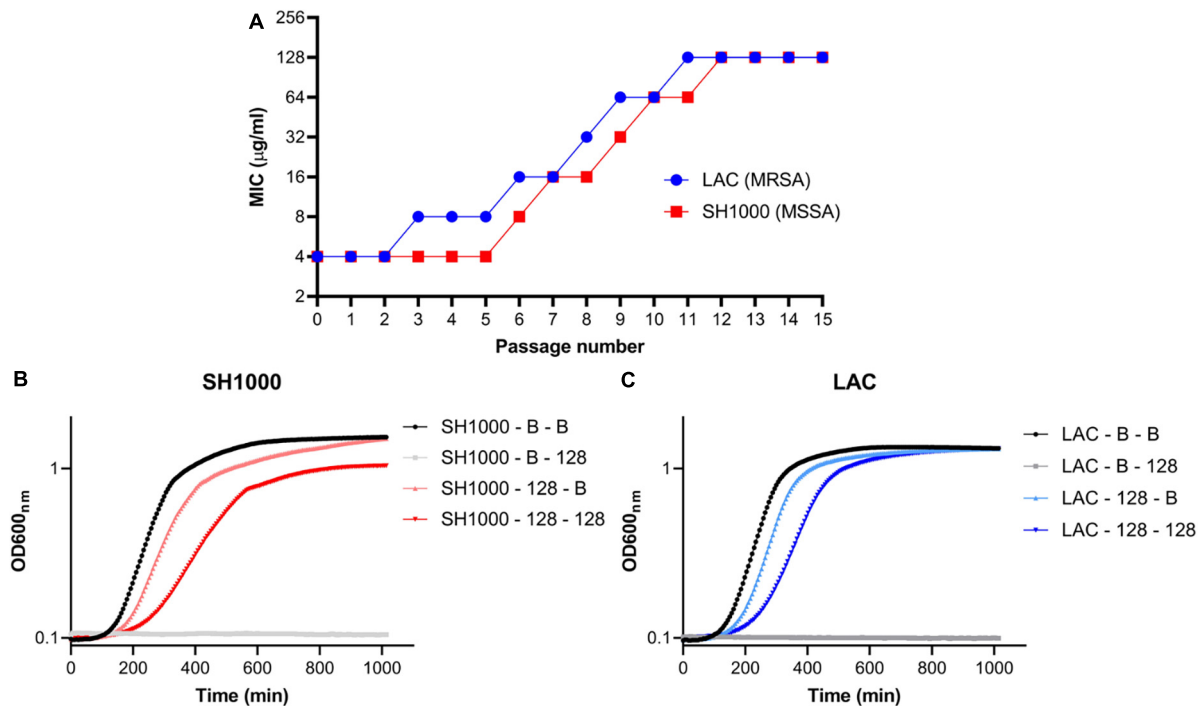 A
256
128
64
32
16
8
4
2
MIC (µg/ml)
LAC (MRSA)
SH1000 (MSSA)
0 1 2 3 4 5 6 7 8 9 10 11 12 13 14 15
Passage number
B
SH1000
1
0.1
OD600nm
0 200 400 600 800 1000
Time (min)
SH1000 - B - B
SH1000 - B - 128
SH1000 - 128 - B
SH1000 - 128 - 128
C
LAC
1
0.1
OD600nm
0 200 400 600 800 1000
Time (min)
LAC - B - B
LAC - B - 128
LAC - 128 - B
LAC - 128 - 128